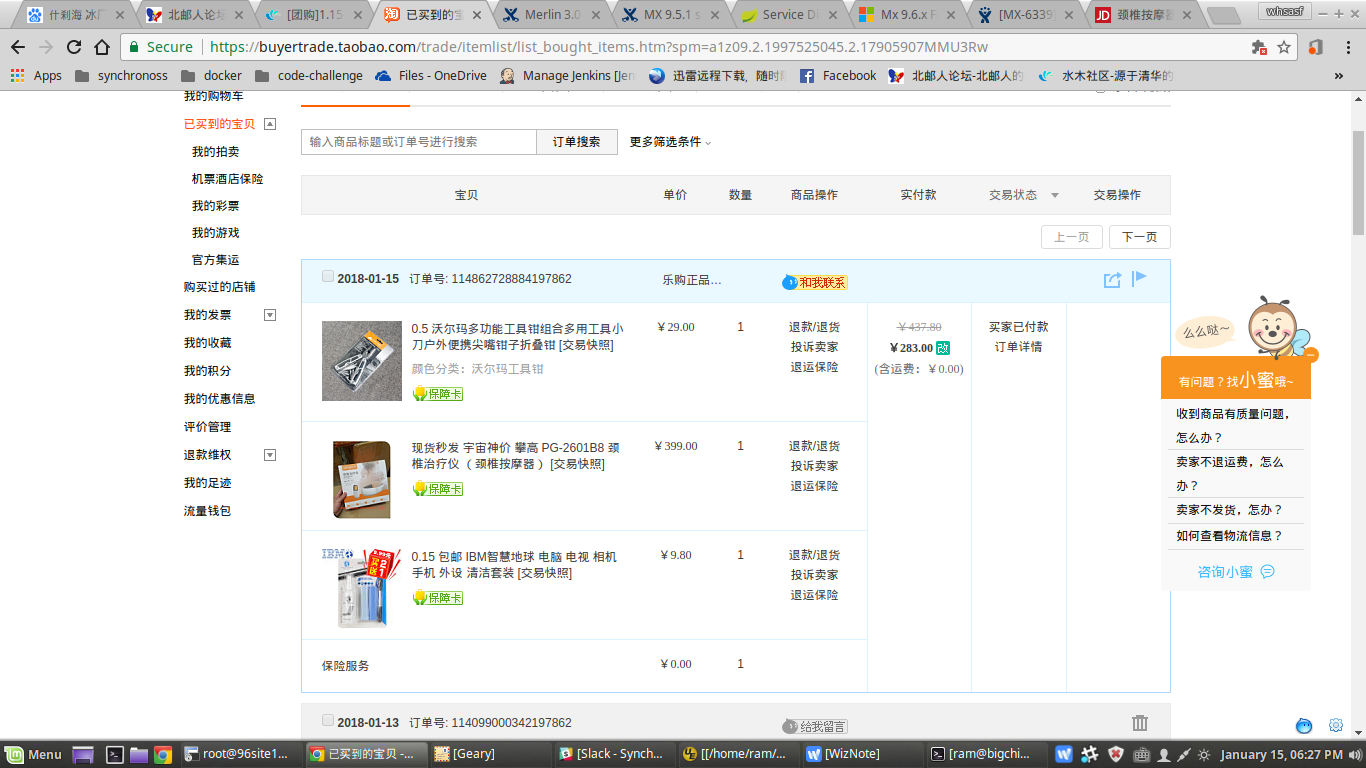 什刹海 冰厂
北邮人论坛
[团购]1.15
已买到的宝
Merlin 3.0
MX 9.5.1 s
Service D
Mx 9.6.x F
[MX-6339
颈椎按摩器
whsasf
Secure
https://buyertrade.taobao.com/trade/itemlist/list_bought_items.htm?spm=a1z09.2.1997525045.2.17905907MMU3Rw
Apps
synchronoss
docker
code-challenge
Files - OneDrive
Manage Jenkins [Jen
迅雷远程下载，随时
Facebook
北邮人论坛-北邮人的
水木社区-源于清华的
»
我的购物车
已买到的宝贝
我的拍卖
机票酒店保险
我的彩票
我的游戏
官方集运
购买过的店铺
我的发票
我的收藏
我的积分
我的优惠信息
评价管理
退款维权
我的足迹
流量钱包
输入商品标题或订单号进行搜索
订单搜索
更多筛选条件
宝贝
单价
数量
商品操作
实付款
交易状态
交易操作
上一页
下一页
2018-01-15 订单号: 114862728884197862
乐购正品...
和我联系
0.5 沃尔玛多功能工具钳组合多用工具小
刀户外便携尖嘴钳子折叠钳 [交易快照]
颜色分类：沃尔玛工具钳
保障卡
￥29.00
1
退款/退货
投诉卖家
退运保险
￥437.80
￥283.00 改
(含运费：￥0.00)
买家已付款
订单详情
现货秒发 宇宙神价 攀高 PG-2601B8 颈
椎治疗仪 （ 颈椎按摩器 ） [交易快照]
保障卡
￥399.00
1
退款/退货
投诉卖家
退运保险
IBM
买2送1
0.15 包邮 IBM智慧地球 电脑 电视 相机
手机 外设 清洁套装 [交易快照]
保障卡
￥9.80
1
退款/退货
投诉卖家
退运保险
保险服务
￥0.00
1
2018-01-13 订单号: 114099000342197862
给我留言
么么哒~
有问题？找小蜜哦~
收到商品有质量问题，
怎么办？
卖家不退运费，怎么
办？
卖家不发货，怎办？
如何查看物流信息？
咨询小蜜
Menu
root@96site1...
已买到的宝贝 -...
[Geary]
[Slack - Synch...
[[/home/ram/...
[WizNote]
[ram@bigchi...
January 15, 06:27 PM